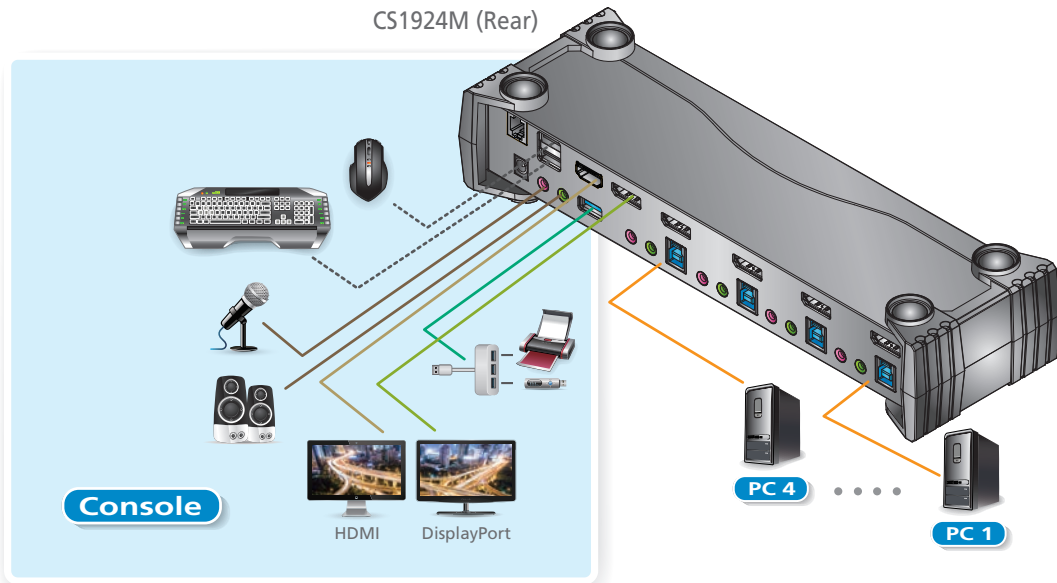 CS1924M (Rear)
Console
HDMI
DisplayPort
PC 4
PC 1